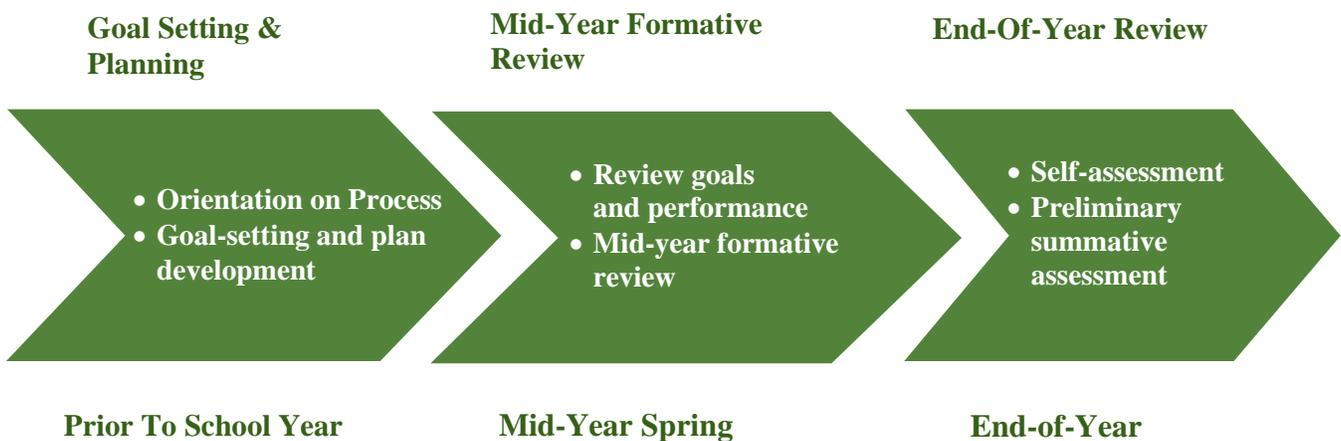 Goal Setting &
Planning
Mid-Year Formative
Review
End-Of-Year Review
• Orientation on Process
• Goal-setting and plan
development
• Review goals
and performance
• Mid-year formative
review
• Self-assessment
• Preliminary
summative
assessment
Prior To School Year
Mid-Year Spring
End-of-Year